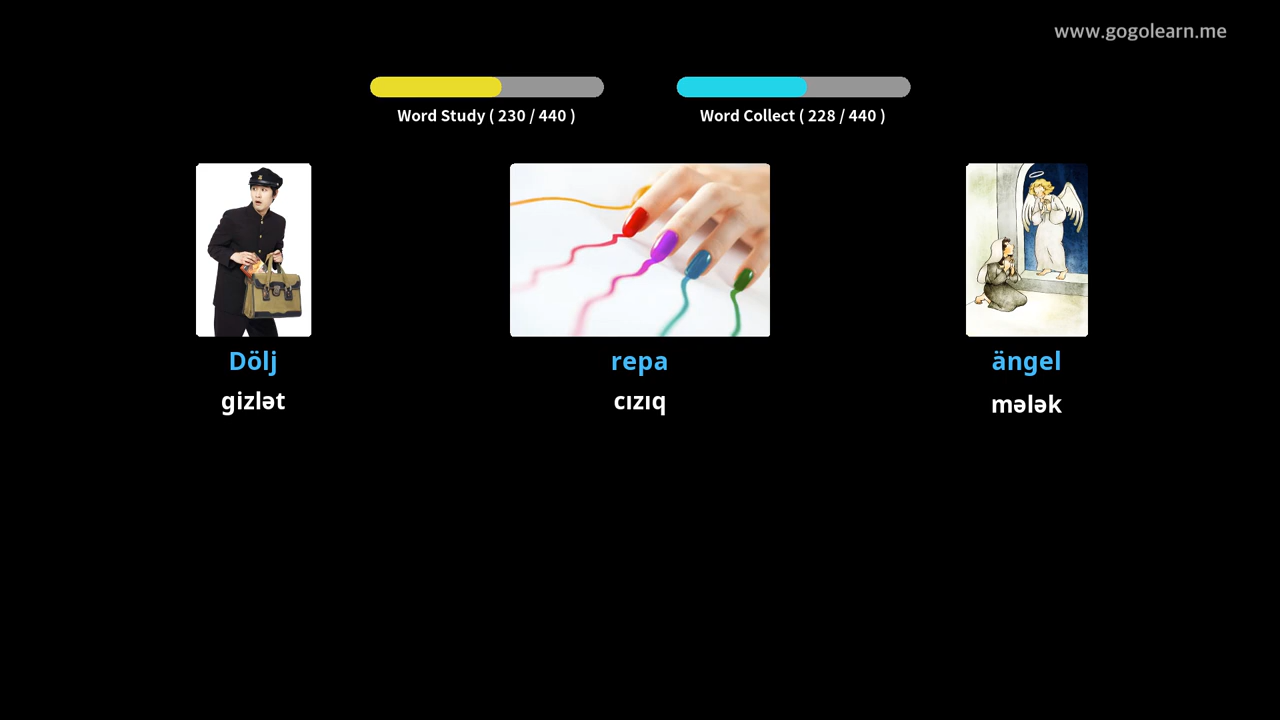 www.gogolearn.me
Word Study ( 230 / 440 )
Word Collect ( 228 / 440 )
Dölj
repa
ängel
gizlət
cızıq
mələk